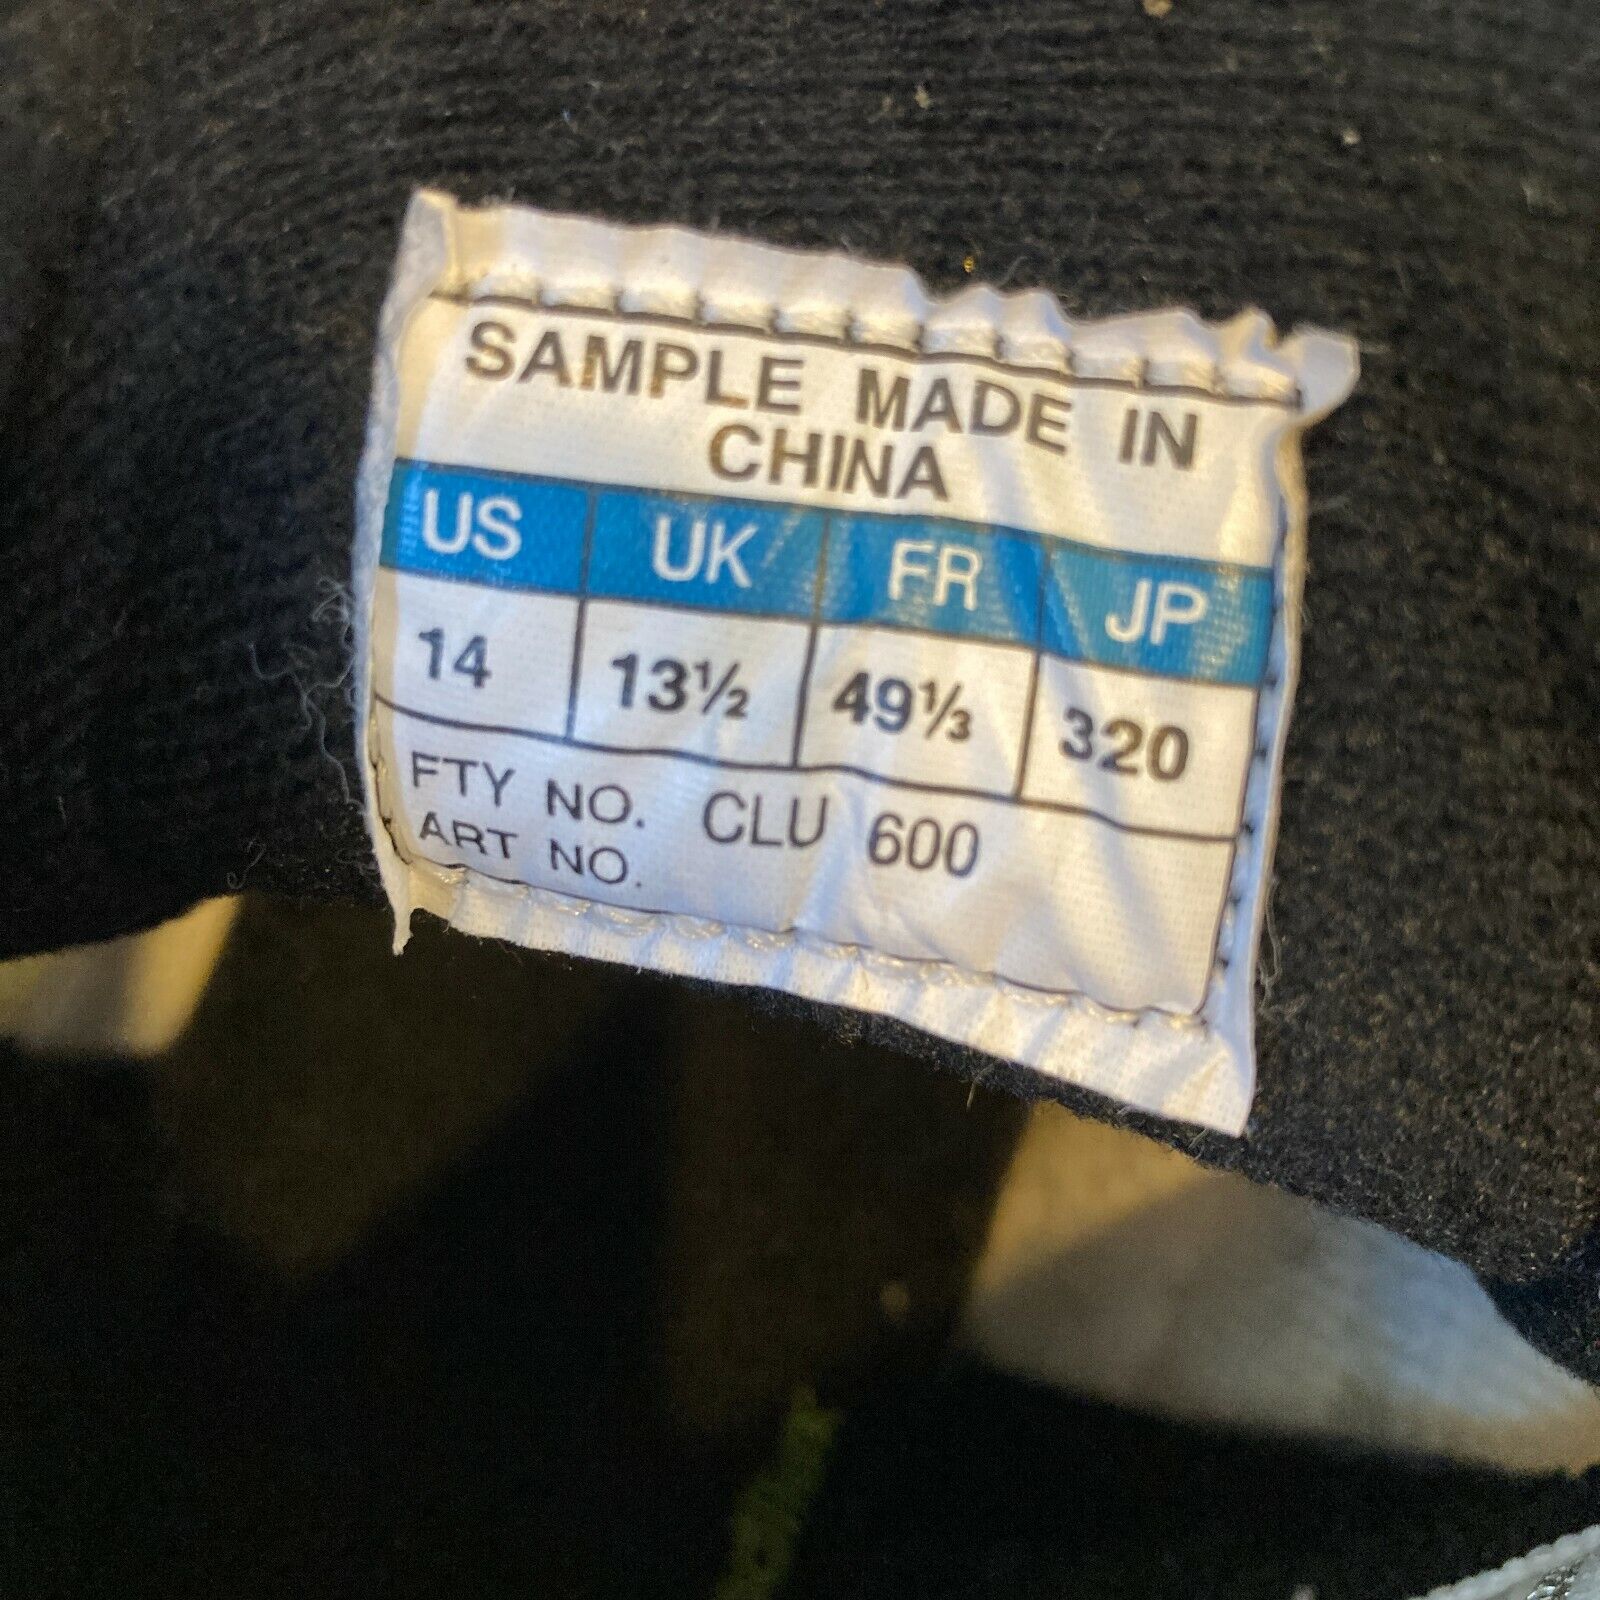 SAMPLE MADE IN
CHINA
US UK FR JP
14 13½ 49⅓ 320
FTY NO. CLU 600
ART NO.